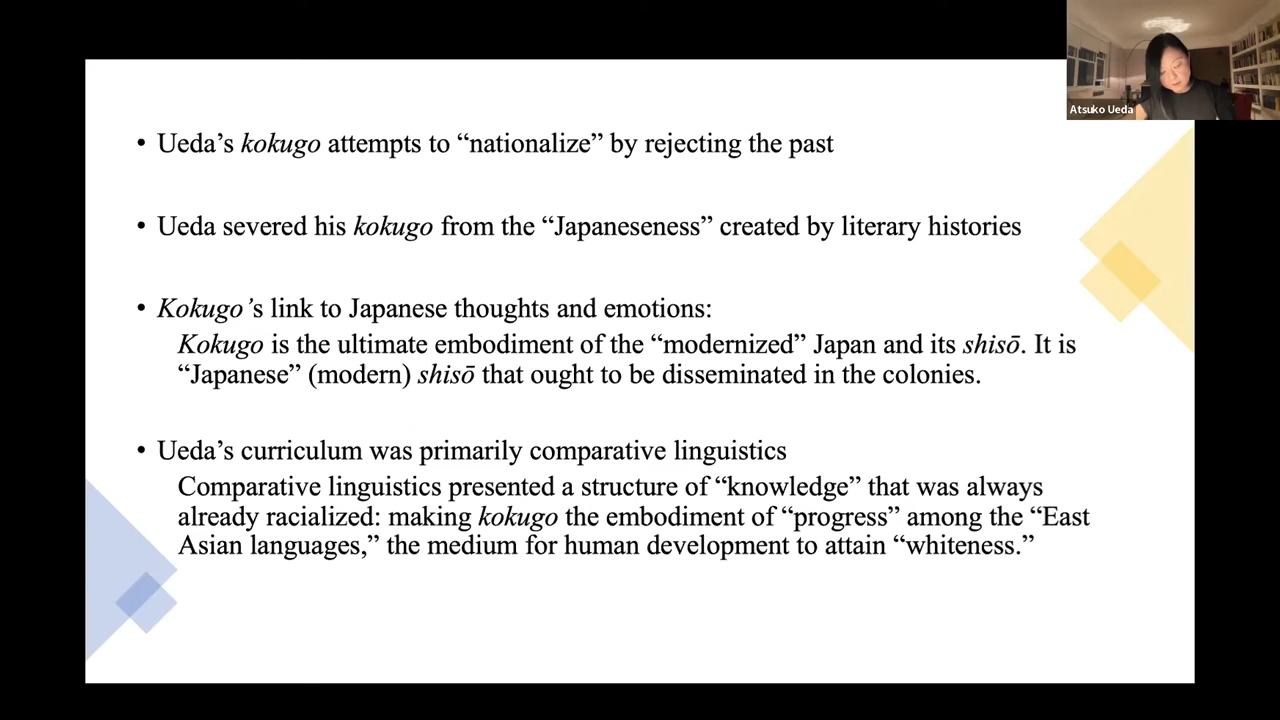 Atsuko Ueda
• Ueda’s kokugo attempts to “nationalize” by rejecting the past
• Ueda severed his kokugo from the “Japaneseness” created by literary histories
• Kokugo’s link to Japanese thoughts and emotions:
Kokugo is the ultimate embodiment of the “modernized” Japan and its shisō. It is
“Japanese” (modern) shisō that ought to be disseminated in the colonies.
• Ueda’s curriculum was primarily comparative linguistics
Comparative linguistics presented a structure of “knowledge” that was always
already racialized: making kokugo the embodiment of “progress” among the “East
Asian languages,” the medium for human development to attain “whiteness.”